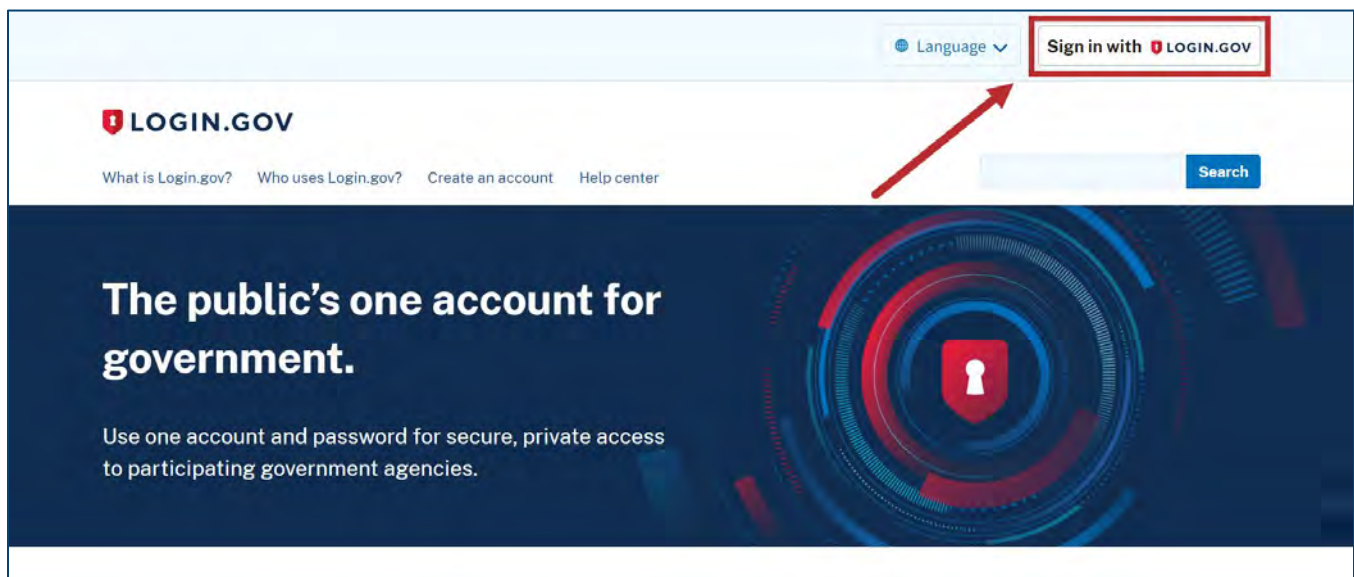 Language
Sign in with LOGIN.GOV
LOGIN.GOV
What is Login.gov? Who uses Login.gov? Create an account Help center
Search
The public's one account for
government.
Use one account and password for secure, private access
to participating government agencies.